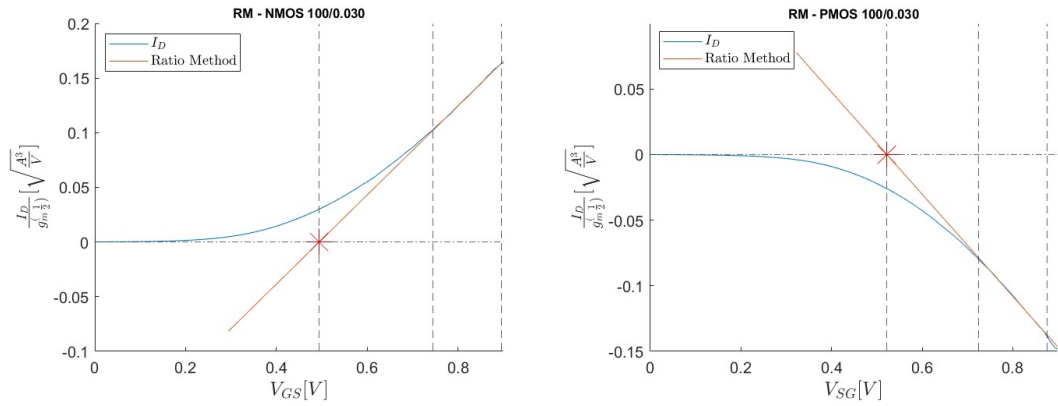 RM - NMOS 100/0.030
I_D
Ratio Method
0.2
0.15
0.1
0.05
0
-0.05
-0.1
I_D / g_m^(1/2) [√(A^3/V)]
0 0.2 0.4 0.6 0.8
V_GS[V]
RM - PMOS 100/0.030
I_D
Ratio Method
0.05
0
-0.05
-0.1
-0.15
I_D / g_m^(1/2) [√(A^3/V)]
0 0.2 0.4 0.6 0.8
V_SG[V]